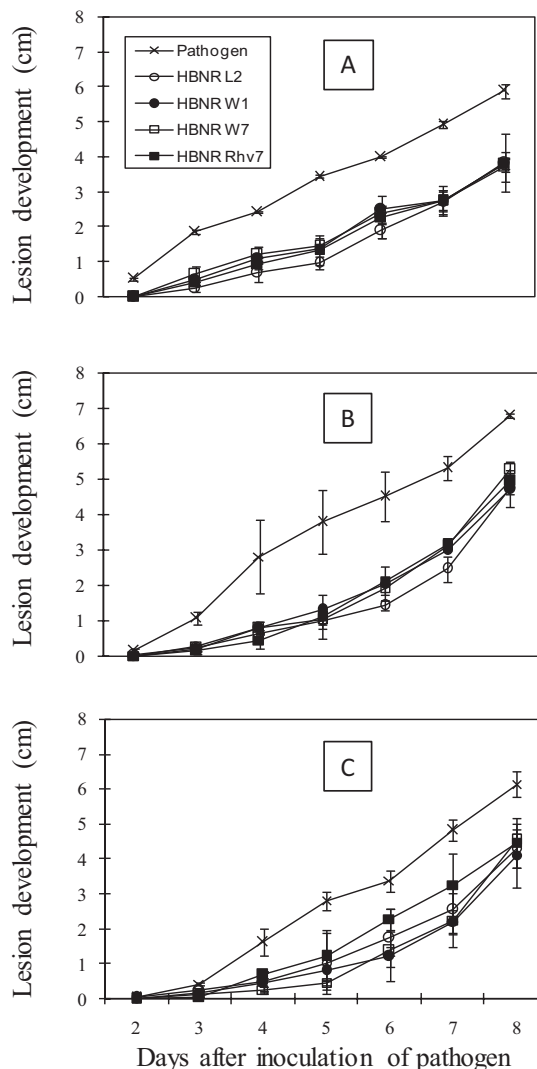 8
7
6
5
4
3
2
1
0
Lesion development (cm)
Pathogen
HBNR L2
HBNR W1
HBNR W7
HBNR Rhv7
A
8
7
6
5
4
3
2
1
0
Lesion development (cm)
B
8
7
6
5
4
3
2
1
0
Lesion development (cm)
C
2 3 4 5 6 7 8
Days after inoculation of pathogen